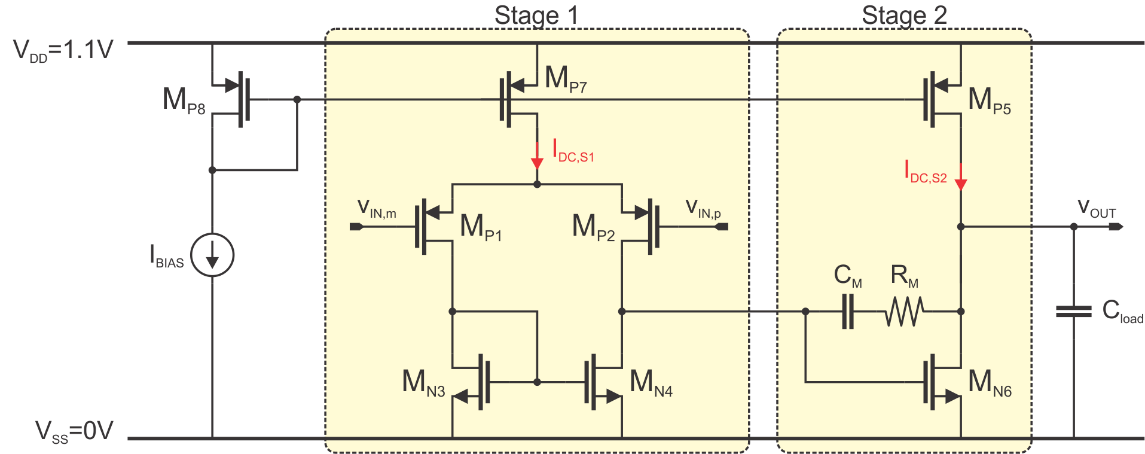 Stage 1
Stage 2
V_DD=1.1V
M_P8
M_P7
M_P5
I_DC,S1
I_DC,S2
v_IN,m
M_P1
M_P2
v_IN,p
v_OUT
I_BIAS
C_M
R_M
C_load
M_N3
M_N4
M_N6
V_SS=0V